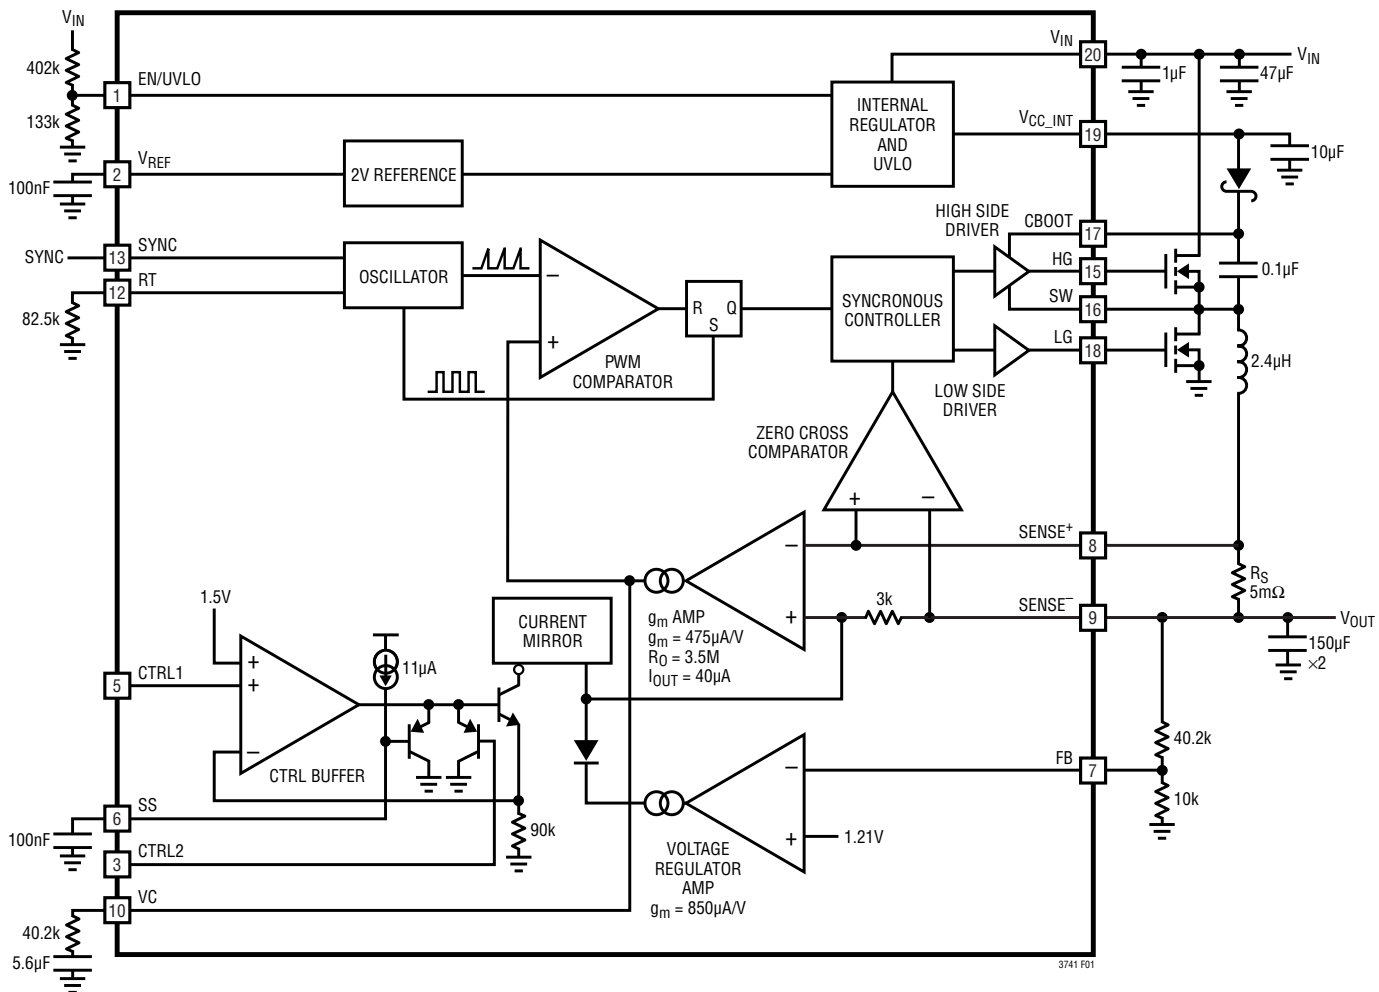 VIN
402k
133k
1
EN/UVLO
2
VREF
100nF
2V REFERENCE
INTERNAL
REGULATOR
AND
UVLO
VIN
20
VIN
1µF
47µF
VCC_INT
19
10µF
SYNC
13
SYNC
12
RT
82.5k
OSCILLATOR
−
+
PWM
COMPARATOR
R
S
Q
SYNCRONOUS
CONTROLLER
HIGH SIDE
DRIVER
LOW SIDE
DRIVER
CBOOT
17
HG
15
SW
16
LG
18
0.1µF
2.4µH
ZERO CROSS
COMPARATOR
+
−
SENSE+
8
RS
5mΩ
SENSE−
9
VOUT
150µF
×2
3k
−
+
gm AMP
gm = 475µA/V
RO = 3.5M
IOUT = 40µA
CURRENT
MIRROR
1.5V
+
+
−
CTRL BUFFER
11µA
5
CTRL1
90k
6
SS
100nF
3
CTRL2
10
VC
40.2k
5.6µF
−
+
1.21V
VOLTAGE
REGULATOR
AMP
gm = 850µA/V
FB
7
40.2k
10k
3741 F01